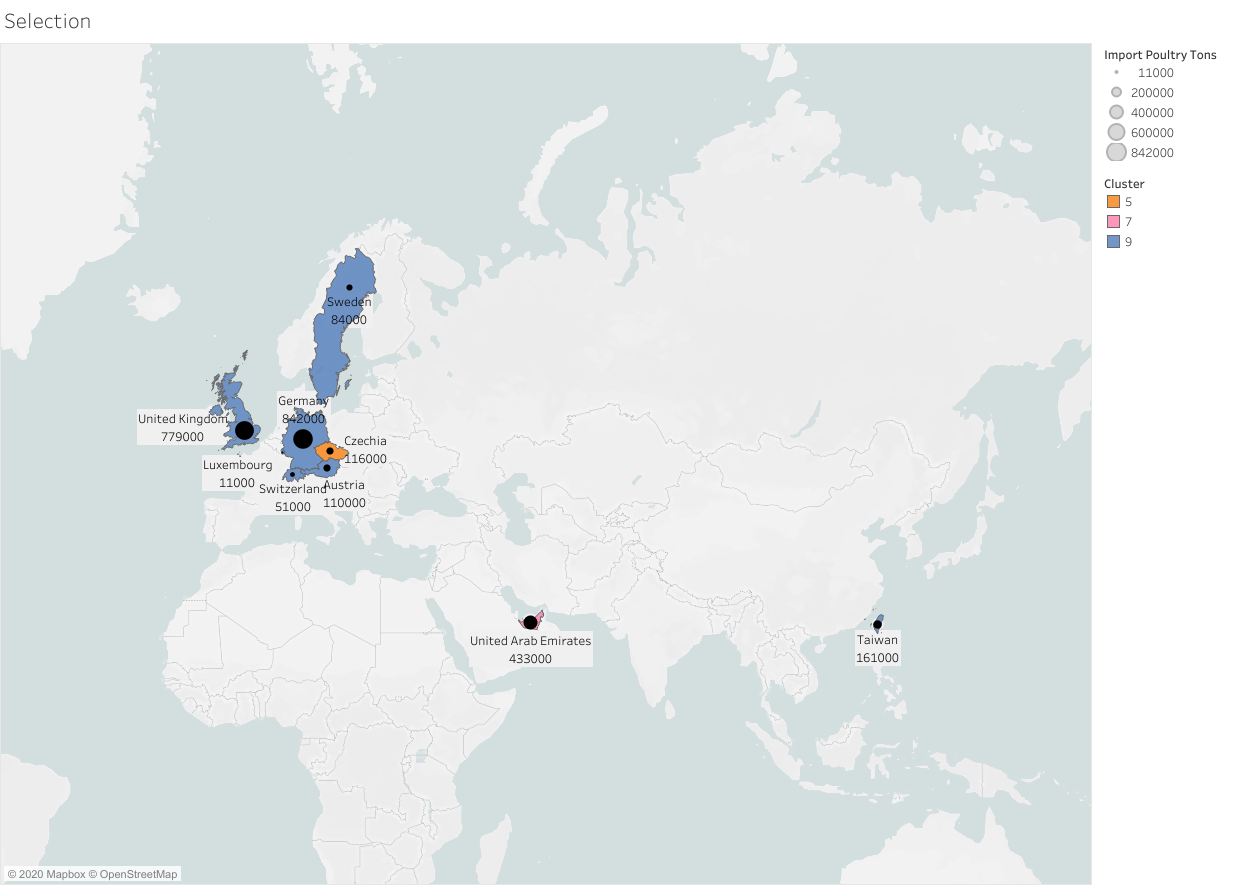 Selection
Import Poultry Tons
11000
200000
400000
600000
842000
Cluster
5
7
9
Sweden
84000
Germany
842000
United Kingdom
779000
Czechia
116000
Luxembourg
11000
Switzerland
51000
Austria
110000
United Arab Emirates
433000
Taiwan
161000
© 2020 Mapbox © OpenStreetMap